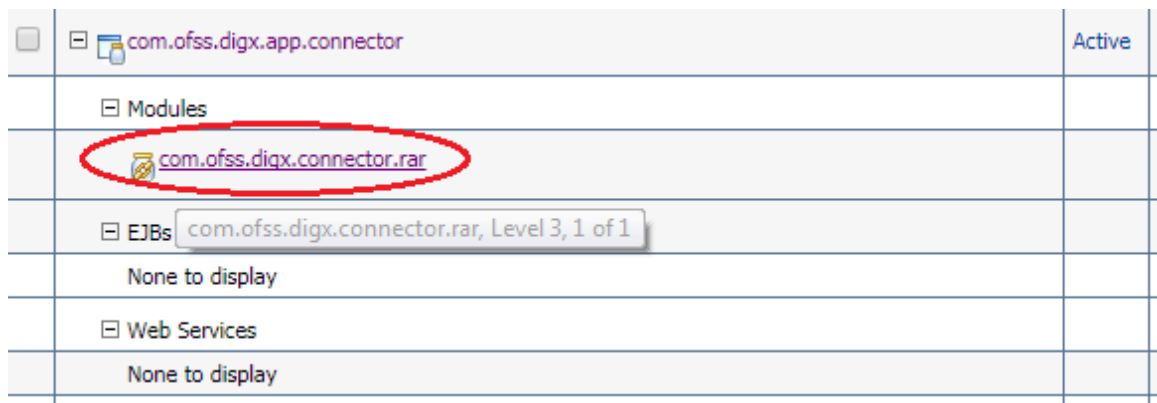 com.ofss.digx.app.connector Active
Modules
com.ofss.digx.connector.rar
EJBs com.ofss.digx.connector.rar, Level 3, 1 of 1
None to display
Web Services
None to display